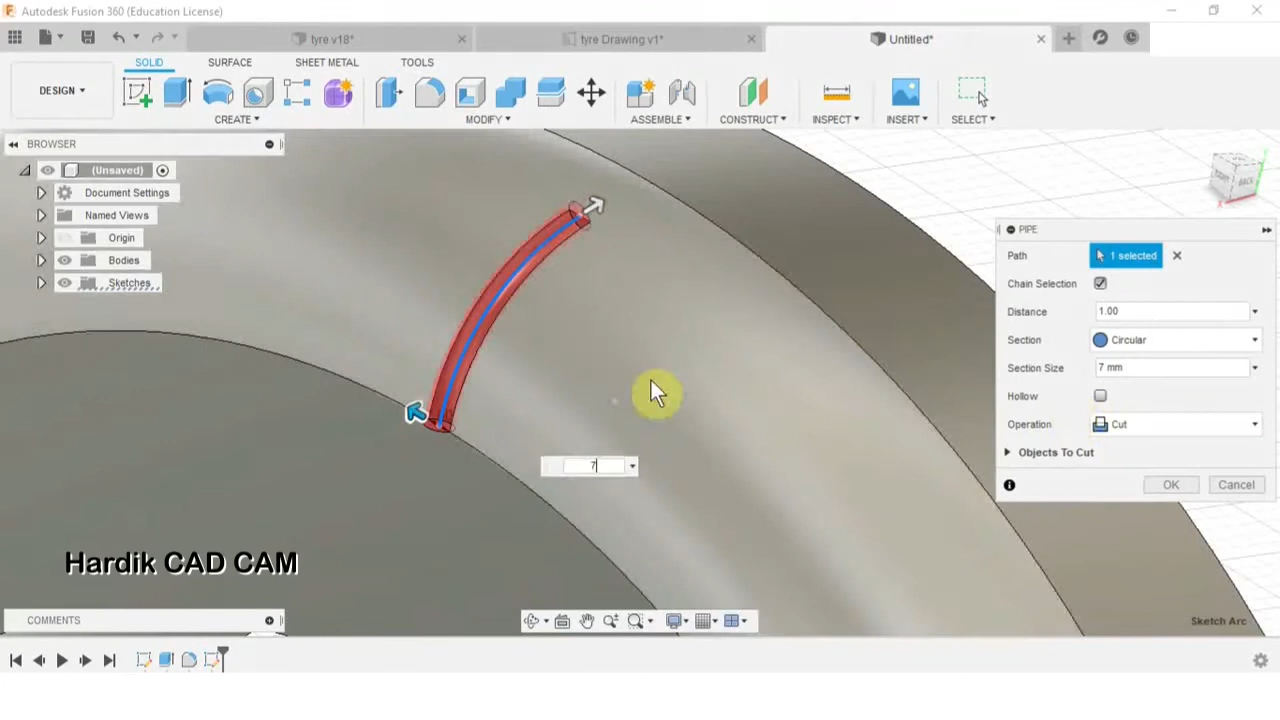 Autodesk Fusion 360 (Education License)
tyre v18*
tyre Drawing v1*
Untitled*
DESIGN
SOLID
SURFACE
SHEET METAL
TOOLS
CREATE
MODIFY
ASSEMBLE
CONSTRUCT
INSPECT
INSERT
SELECT
BROWSER
(Unsaved)
Document Settings
Named Views
Origin
Bodies
Sketches
BACK
PIPE
Path
1 selected
Chain Selection
Distance
1.00
Section
Circular
Section Size
7 mm
Hollow
Operation
Cut
Objects To Cut
OK
Cancel
7
Hardik CAD CAM
COMMENTS
Sketch Arc